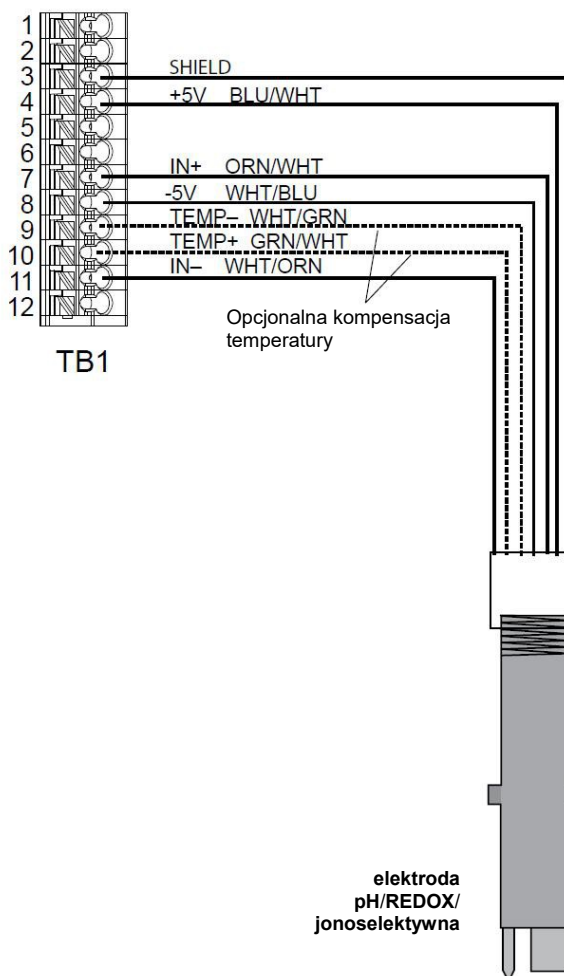 1
2
3 SHIELD
4 +5V BLU/WHT
5
6
7 IN+ ORN/WHT
8 -5V WHT/BLU
9 TEMP– WHT/GRN
10 TEMP+ GRN/WHT
11 IN– WHT/ORN
12
Opcjonalna kompensacja
temperatury
TB1
elektroda
pH/REDOX/
jonoselektywna